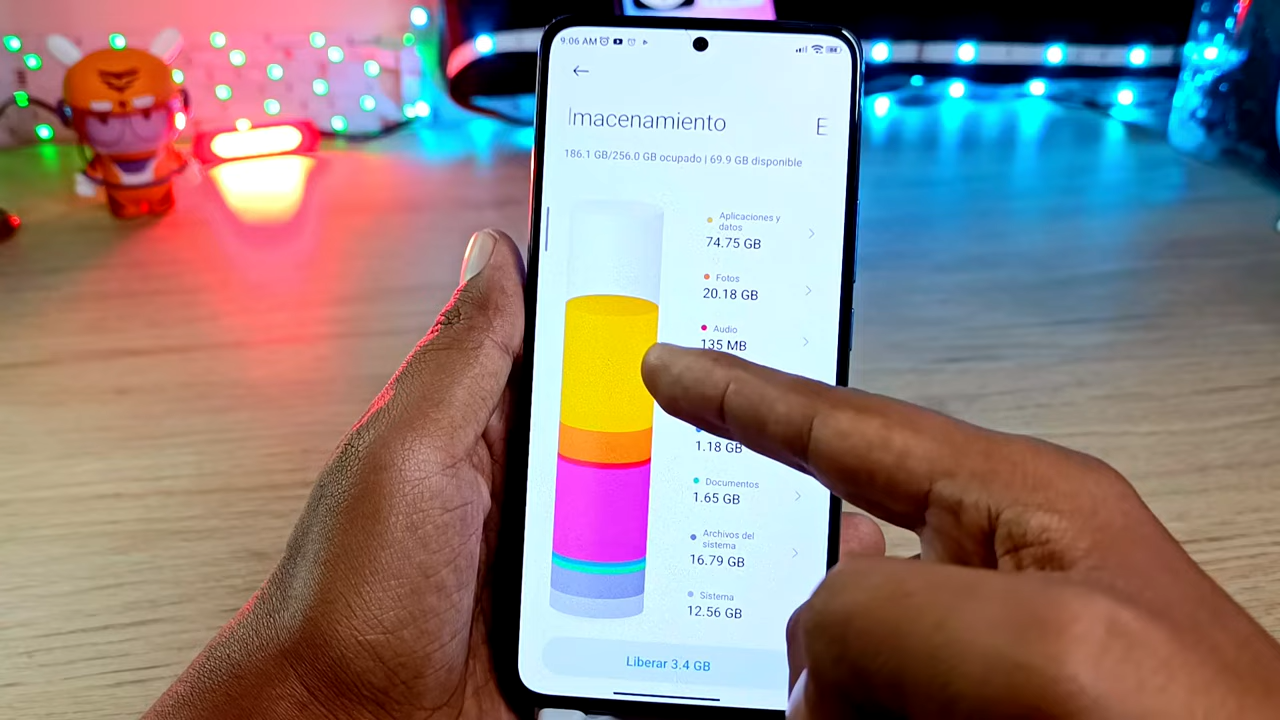 9:06 AM
lmacenamiento E
186.1 GB/256.0 GB ocupado | 69.9 GB disponible
Aplicaciones y
datos
74.75 GB
Fotos
20.18 GB
Audio
135 MB
1.18 GB
Documentos
1.65 GB
Archivos del
sistema
16.79 GB
Sistema
12.56 GB
Liberar 3.4 GB